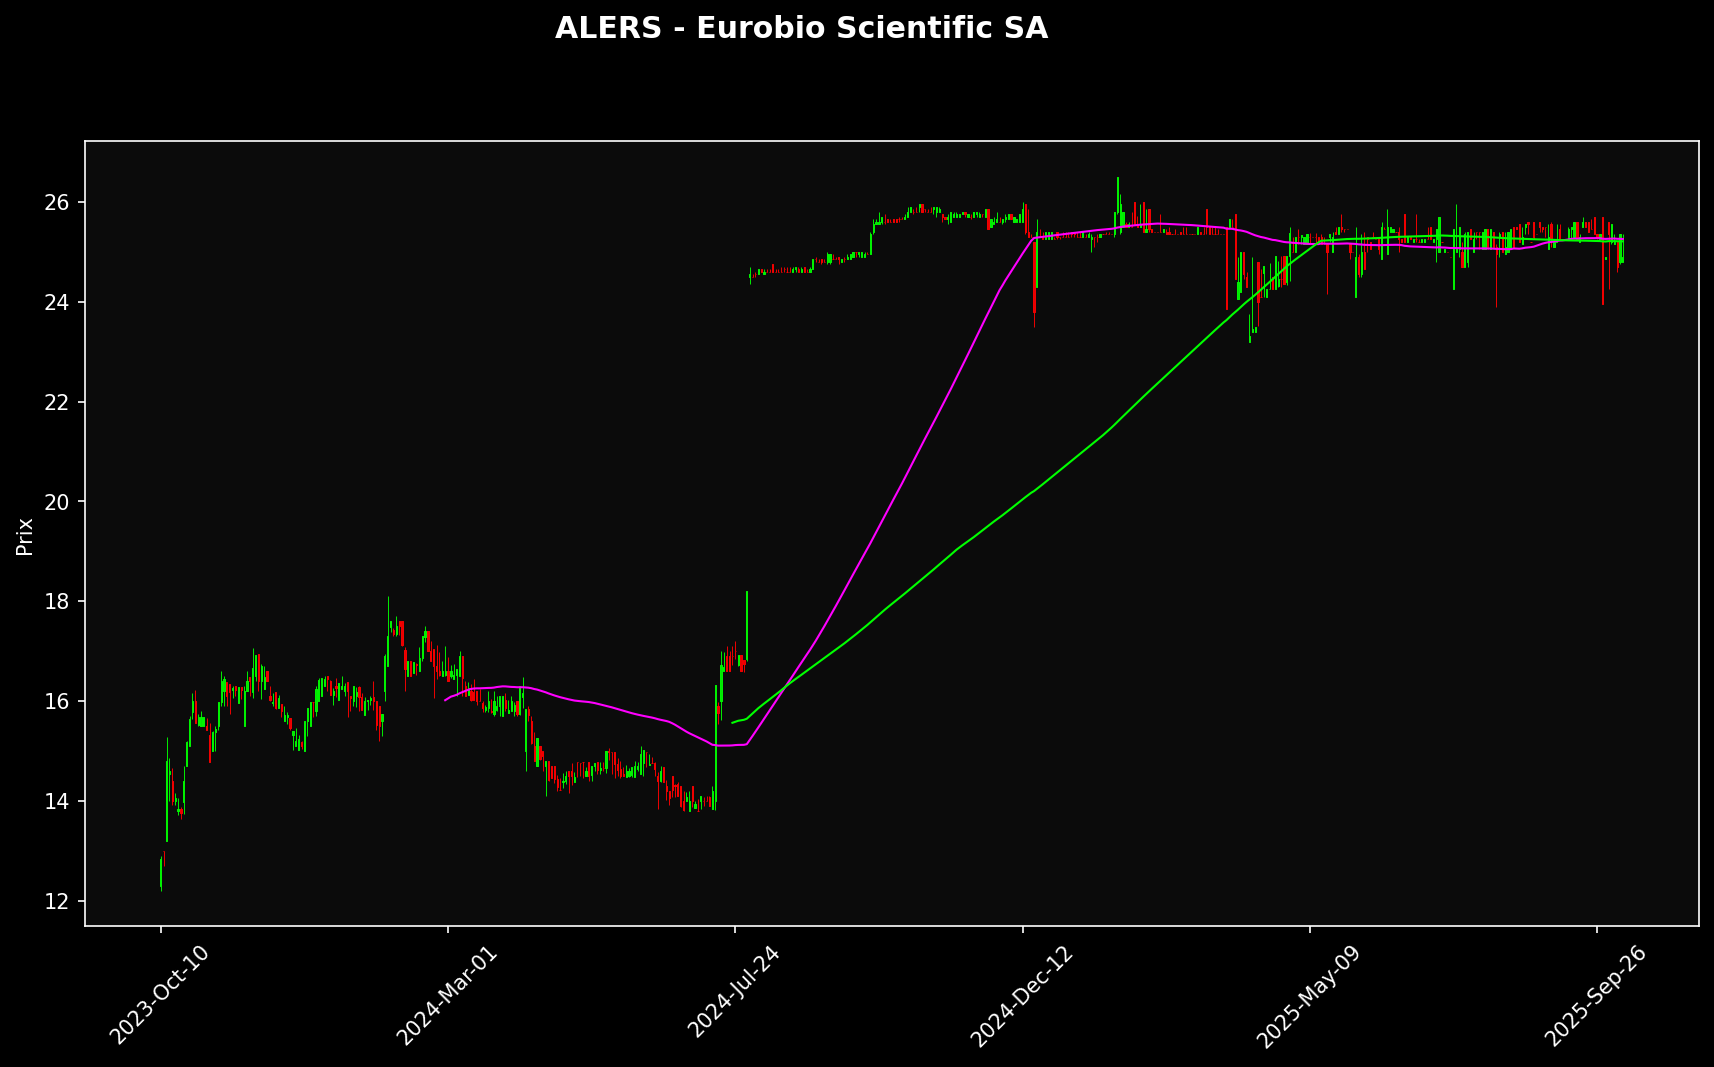 ALERS - Eurobio Scientific SA
26
24
22
20
18
16
14
12
Prix
2023-Oct-10
2024-Mar-01
2024-Jul-24
2024-Dec-12
2025-May-09
2025-Sep-26